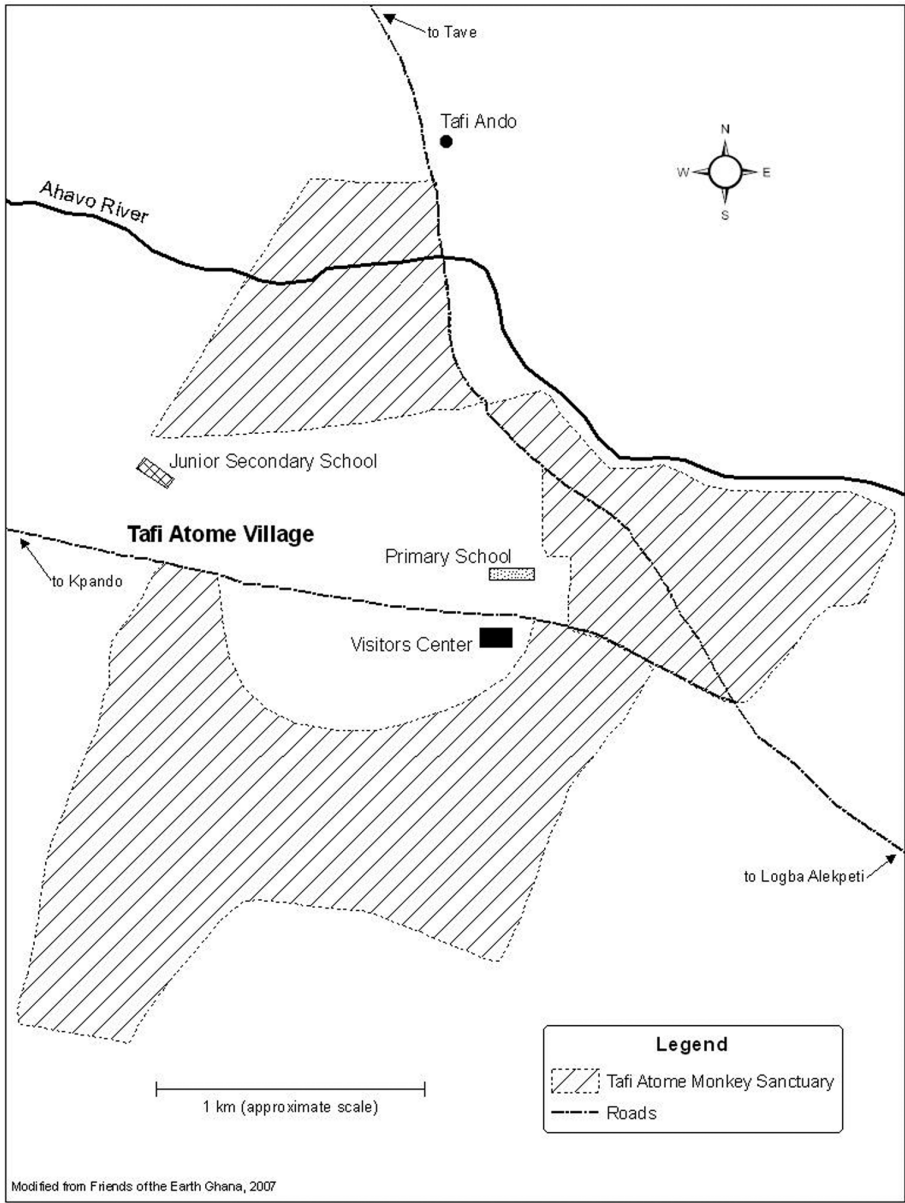 to Tave
Tafi Ando
N
W E
S
Ahavo River
Junior Secondary School
Tafi Atome Village
Primary School
to Kpando
Visitors Center
to Logba Alekpeti
Legend
Tafi Atome Monkey Sanctuary
Roads
1 km (approximate scale)
Modified from Friends of the Earth Ghana, 2007